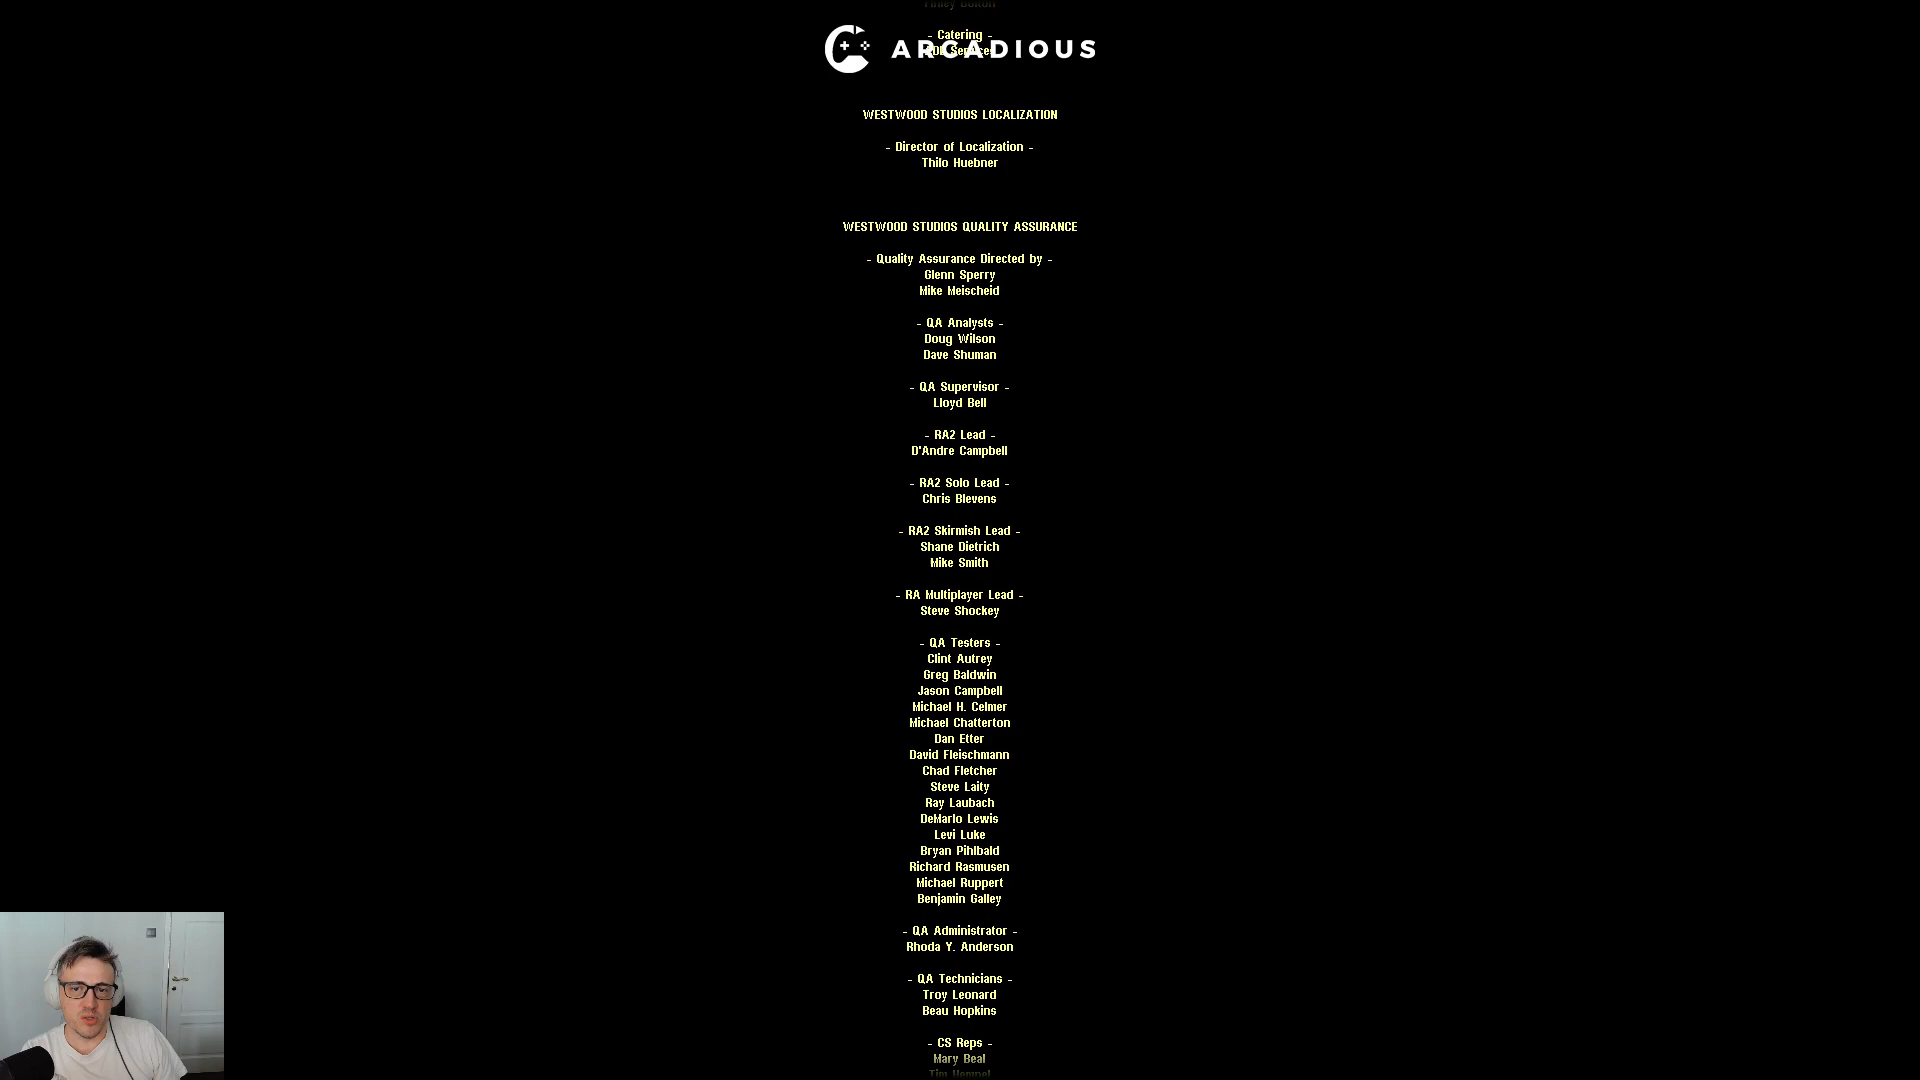 Finley Bolton
- Catering -
ARCADIOUS
WESTWOOD STUDIOS LOCALIZATION
- Director of Localization -
Thilo Huebner
WESTWOOD STUDIOS QUALITY ASSURANCE
- Quality Assurance Directed by -
Glenn Sperry
Mike Meischeid
- QA Analysts -
Doug Wilson
Dave Shuman
- QA Supervisor -
Lloyd Bell
- RA2 Lead -
D'Andre Campbell
- RA2 Solo Lead -
Chris Blevens
- RA2 Skirmish Lead -
Shane Dietrich
Mike Smith
- RA Multiplayer Lead -
Steve Shockey
- QA Testers -
Clint Autrey
Greg Baldwin
Jason Campbell
Michael H. Celmer
Michael Chatterton
Dan Etter
David Fleischmann
Chad Fletcher
Steve Laity
Ray Laubach
DeMarlo Lewis
Levi Luke
Bryan Pihlbald
Richard Rasmusen
Michael Ruppert
Benjamin Galley
- QA Administrator -
Rhoda Y. Anderson
- QA Technicians -
Troy Leonard
Beau Hopkins
- CS Reps -
Mary Beal
Tim Hempel